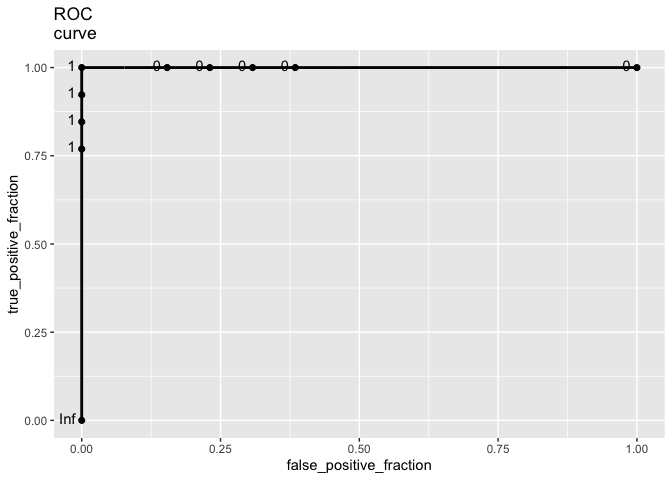 ROC
curve
1.00
1 0 0 0 0 0
1
1
0.75
1
0.50
0.25
0.00
Inf
0.00 0.25 0.50 0.75 1.00
false_positive_fraction
true_positive_fraction